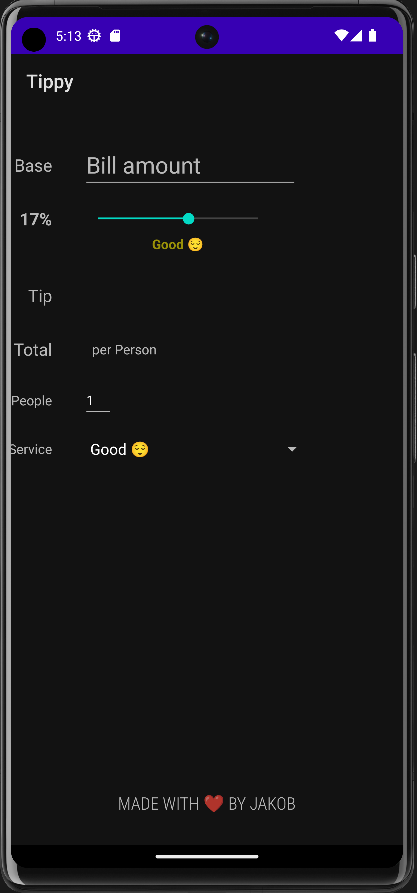 5:13
Tippy
Base Bill amount
17%
Good 😌
Tip
Total per Person
People 1
Service Good 😌
MADE WITH ❤️ BY JAKOB